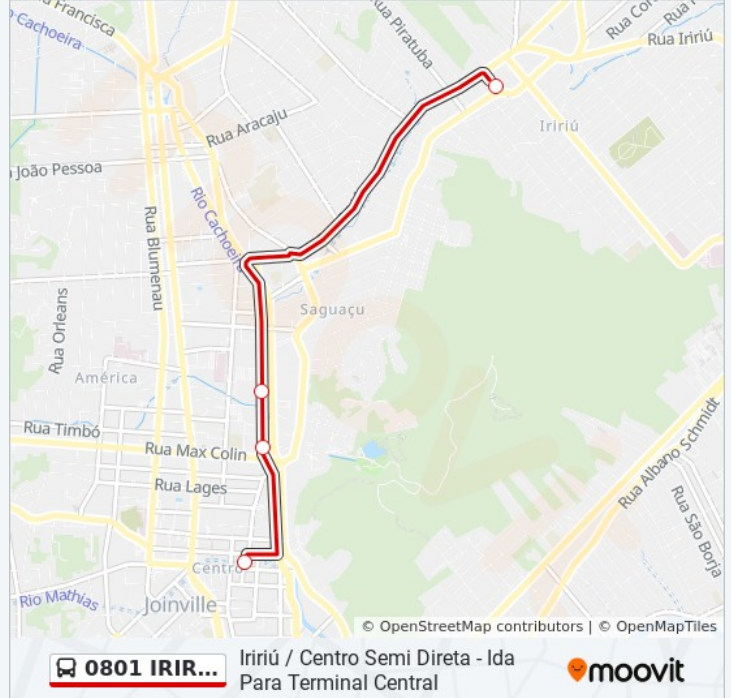 Francisca
Cachoeira
Rua Piratuba
Rua Iririú
Rua Aracaju
Iririú
João Pessoa
Rio Cachoeira
Rua Blumenau
Saguaçu
Rua Orleans
América
Rua Timbó
Rua Max Colin
Rua Albano Schmidt
Rua Lages
Rua São Borja
Centro
Rio Mathias
Joinville
© OpenStreetMap contributors | © OpenMapTiles
0801 IRIR...
Iririú / Centro Semi Direta - Ida
Para Terminal Central
moovit